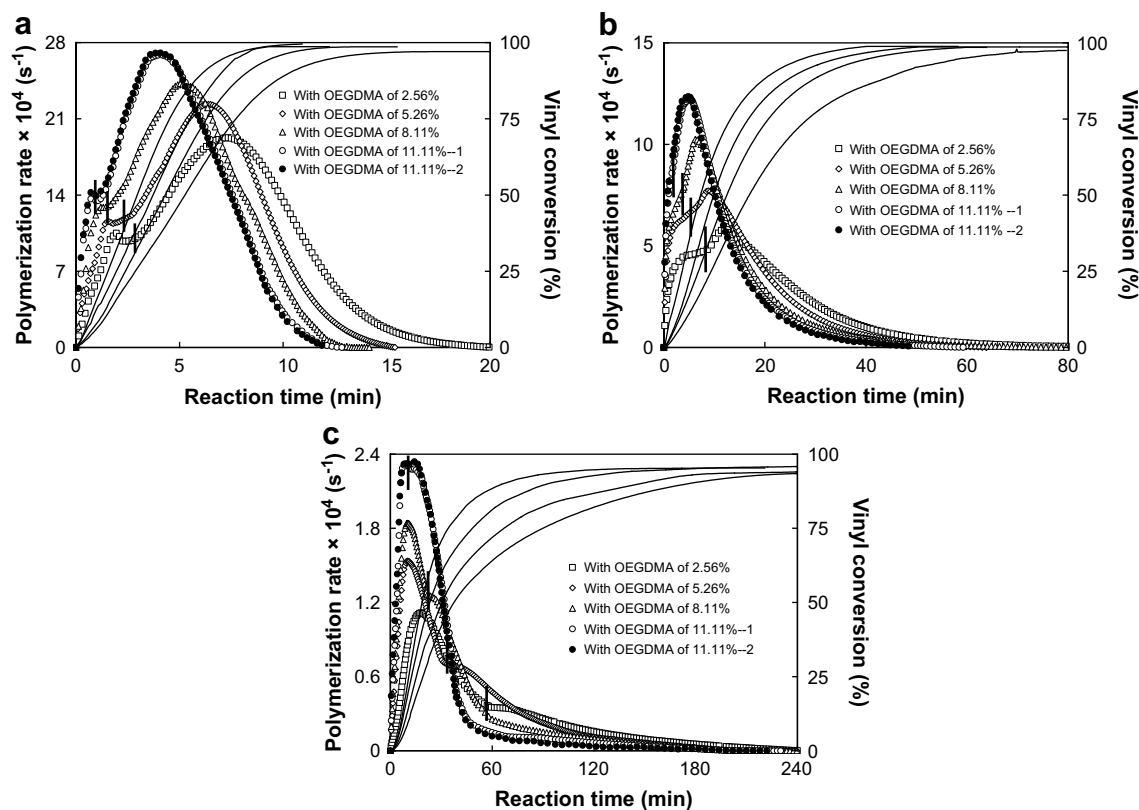 a
28
21
14
7
0
Polymerization rate × 10⁴ (s⁻¹)
100
75
50
25
0
Vinyl conversion (%)
With OEGDMA of 2.56%
With OEGDMA of 5.26%
With OEGDMA of 8.11%
With OEGDMA of 11.11%--1
With OEGDMA of 11.11%--2
0 5 10 15 20
Reaction time (min)
b
15
10
5
0
Polymerization rate × 10⁴ (s⁻¹)
100
75
50
25
0
Vinyl conversion (%)
With OEGDMA of 2.56%
With OEGDMA of 5.26%
With OEGDMA of 8.11%
With OEGDMA of 11.11% --1
With OEGDMA of 11.11% --2
0 20 40 60 80
Reaction time (min)
c
2.4
1.8
1.2
0.6
0
Polymerization rate × 10⁴ (s⁻¹)
100
75
50
25
0
Vinyl conversion (%)
With OEGDMA of 2.56%
With OEGDMA of 5.26%
With OEGDMA of 8.11%
With OEGDMA of 11.11%--1
With OEGDMA of 11.11%--2
0 60 120 180 240
Reaction time (min)